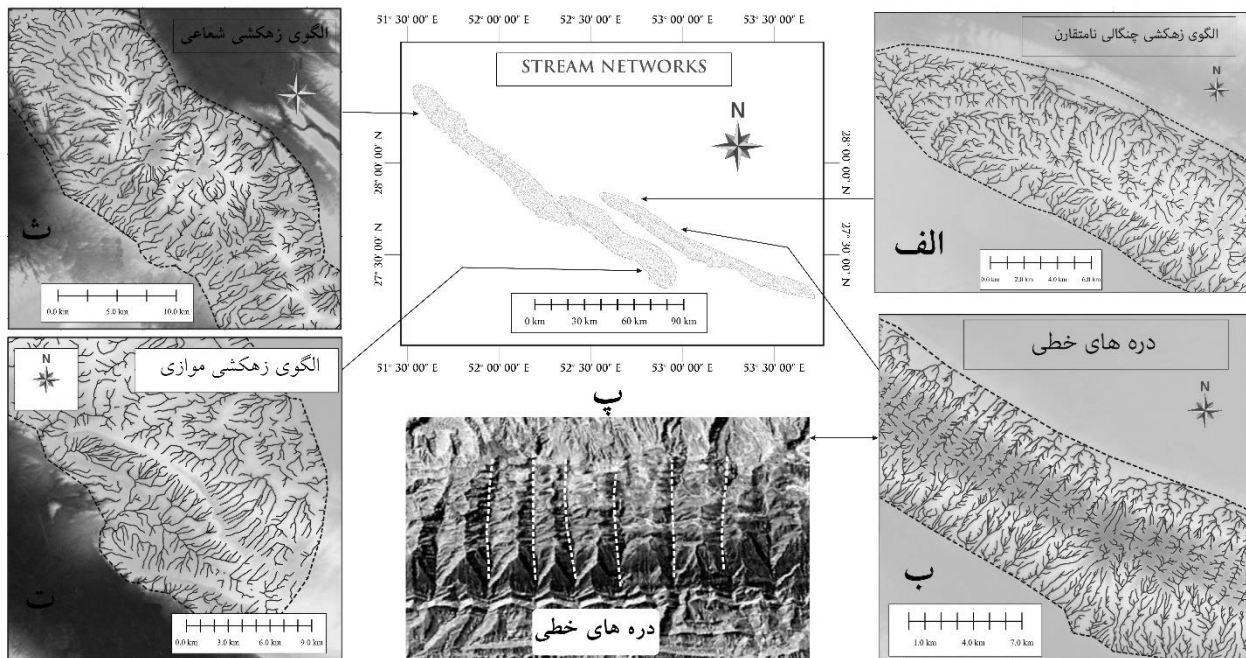 الگوی زهکشی شعاعی
N
ث
0.0 km
5.0 km
10.0 km
51° 30' 00" E
52° 00' 00" E
52° 30' 00" E
53° 00' 00" E
53° 30' 00" E
STREAM NETWORKS
N
28° 00' 00" N
27° 30' 00" N
28° 00' 00" N
27° 30' 00" N
0 km
30 km
60 km
90 km
51° 30' 00" E
52° 00' 00" E
52° 30' 00" E
53° 00' 00" E
53° 30' 00" E
الگوی زهکشی چنگالی نامتقارن
N
الف
0.0 km
2.0 km
4.0 km
6.0 km
الگوی زهکشی موازی
N
ت
0.0 km
3.0 km
6.0 km
9.0 km
پ
دره های خطی
دره های خطی
N
ب
1.0 km
4.0 km
7.0 km